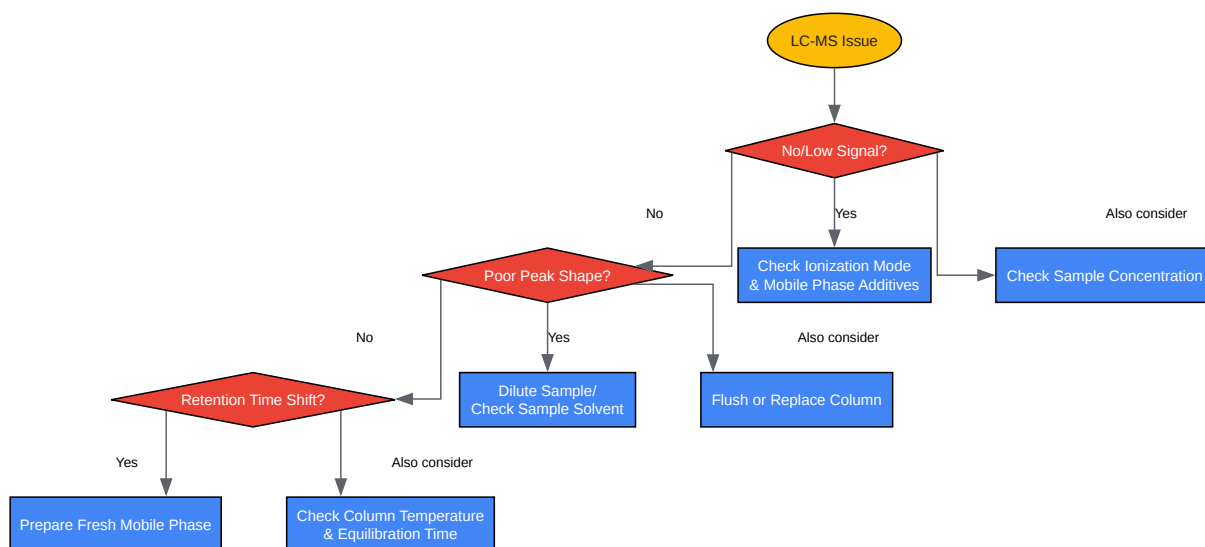 LC-MS Issue
No/Low Signal?
No
Yes
Also consider
Poor Peak Shape?
Check Ionization Mode
& Mobile Phase Additives
Check Sample Concentration
No
Yes
Also consider
Retention Time Shift?
Dilute Sample/
Check Sample Solvent
Flush or Replace Column
Yes
Also consider
Prepare Fresh Mobile Phase
Check Column Temperature
& Equilibration Time